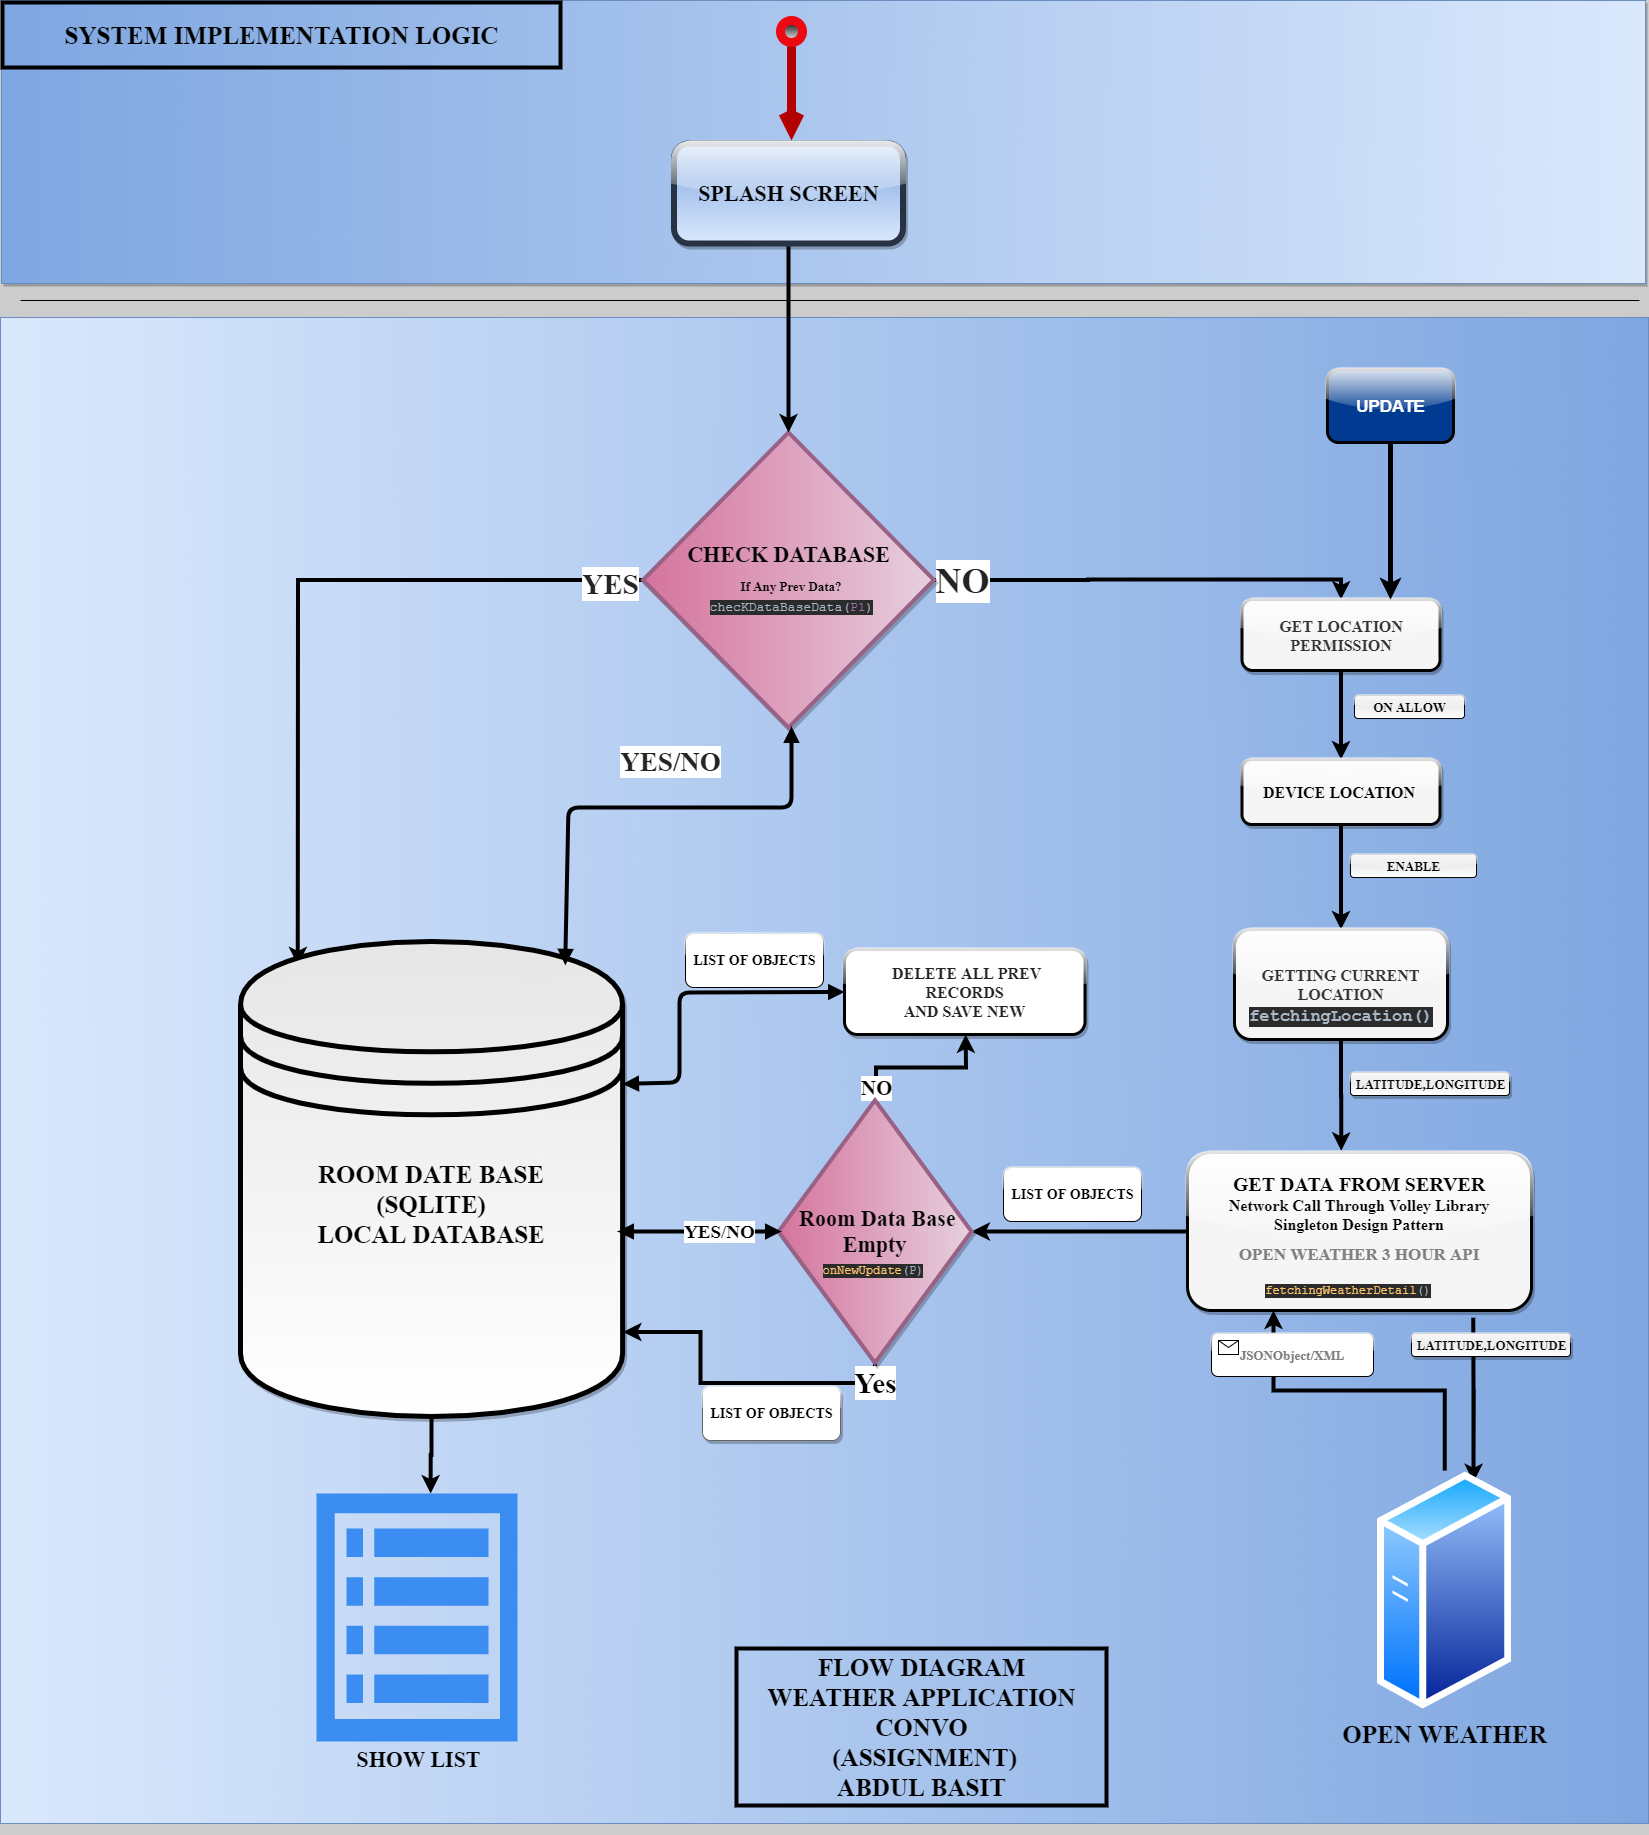 SYSTEM IMPLEMENTATION LOGIC
SPLASH SCREEN
UPDATE
CHECK DATABASE
If Any Prev Data?
checKDataBaseData(P1)
YES
NO
GET LOCATION
PERMISSION
ON ALLOW
YES/NO
DEVICE LOCATION
ENABLE
LIST OF OBJECTS
DELETE ALL PREV
RECORDS
AND SAVE NEW
GETTING CURRENT
LOCATION
fetchingLocation()
NO
LATITUDE,LONGITUDE
ROOM DATE BASE
(SQLITE)
LOCAL DATABASE
YES/NO
Room Data Base
Empty
onNewUpdate(P)
LIST OF OBJECTS
GET DATA FROM SERVER
Network Call Through Volley Library
Singleton Design Pattern
OPEN WEATHER 3 HOUR API
fetchingWeatherDetail()
JSONObject/XML
LATITUDE,LONGITUDE
Yes
LIST OF OBJECTS
SHOW LIST
FLOW DIAGRAM
WEATHER APPLICATION
CONVO
(ASSIGNMENT)
ABDUL BASIT
OPEN WEATHER